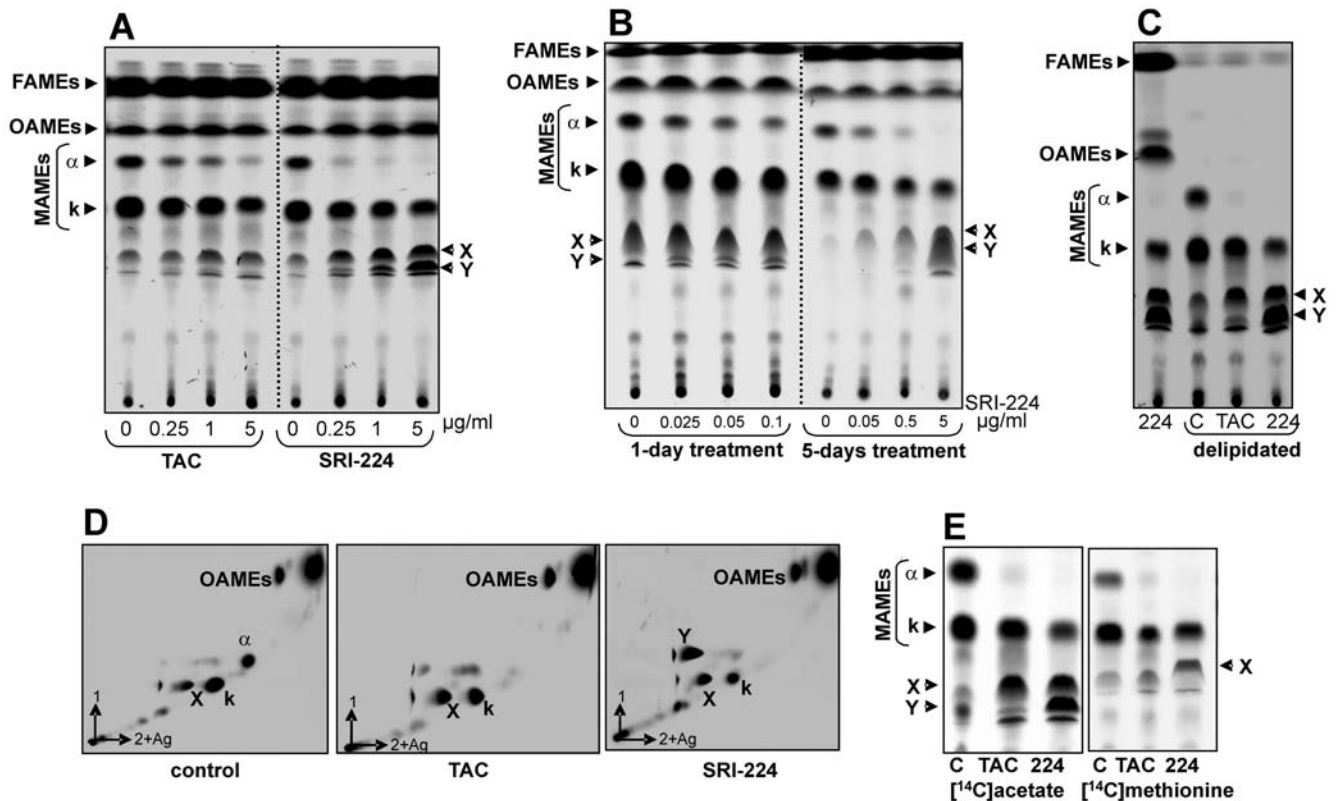 A
FAMEs
OAMEs
MAMEs
α
k
X
Y
0 0.25 1 5 0 0.25 1 5 µg/ml
TAC SRI-224
B
FAMEs
OAMEs
MAMEs
α
k
X
Y
X
Y
SRI-224
0 0.025 0.05 0.1 0 0.05 0.5 5 µg/ml
1-day treatment 5-days treatment
C
FAMEs
OAMEs
MAMEs
α
k
X
Y
224 C TAC 224
delipidated
D
OAMEs
α
X k
1
2+Ag
control
OAMEs
X k
1
2+Ag
TAC
OAMEs
Y
X k
1
2+Ag
SRI-224
E
MAMEs
α
k
X
Y
X
C TAC 224 C TAC 224
[14C]acetate [14C]methionine